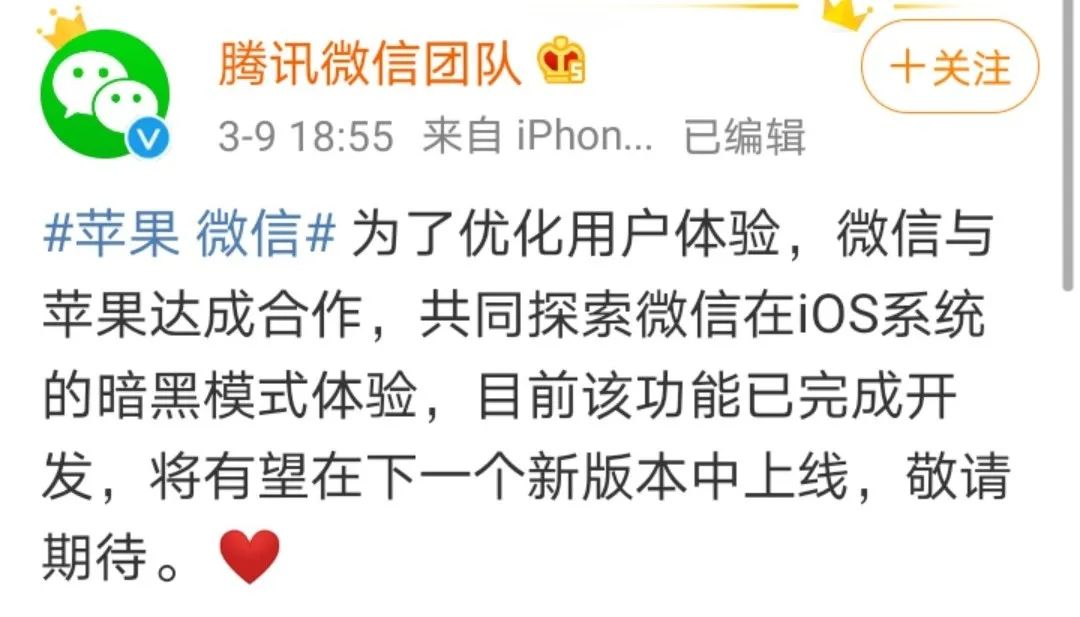 腾讯微信团队
+关注
3-9 18:55 来自 iPhon... 已编辑
#苹果 微信# 为了优化用户体验，微信与
苹果达成合作，共同探索微信在iOS系统
的暗黑模式体验，目前该功能已完成开
发，将有望在下一个新版本中上线，敬请
期待。❤️